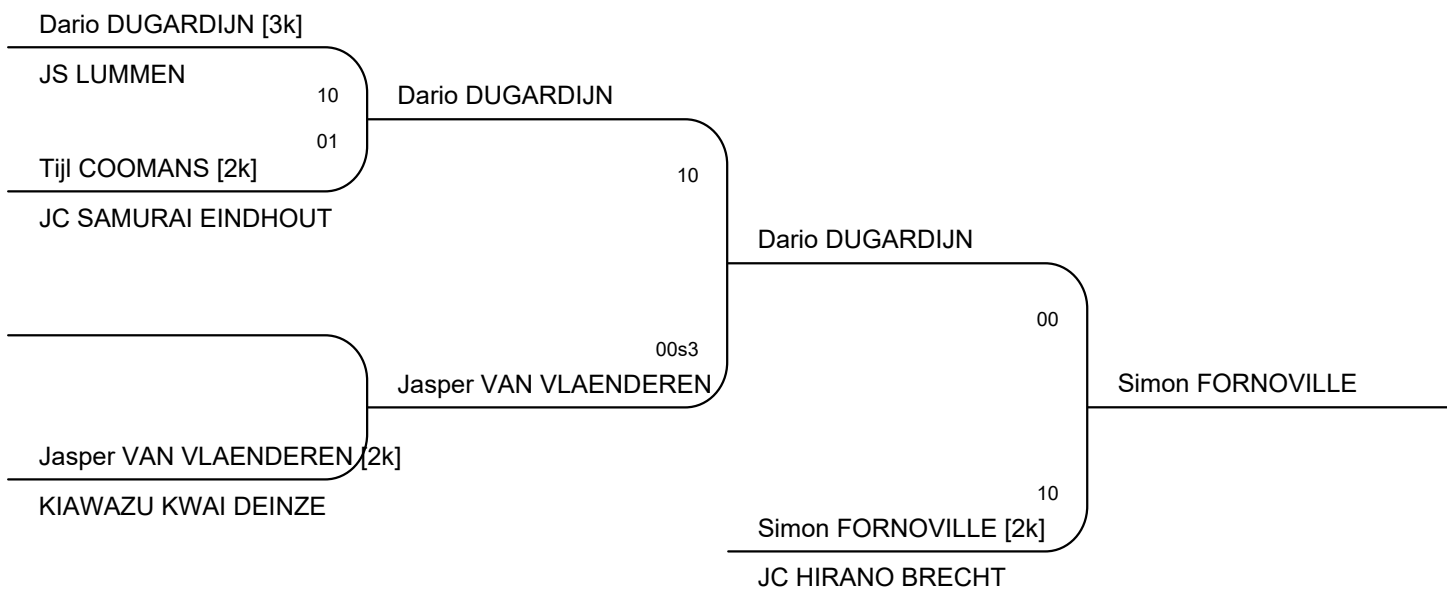 Dario DUGARDIJN [3k]
JS LUMMEN
10
Dario DUGARDIJN
01
Tijl COOMANS [2k]
10
JC SAMURAI EINDHOUT
Dario DUGARDIJN
00
00s3
Jasper VAN VLAENDEREN
Simon FORNOVILLE
Jasper VAN VLAENDEREN [2k]
KIAWAZU KWAI DEINZE
10
Simon FORNOVILLE [2k]
JC HIRANO BRECHT